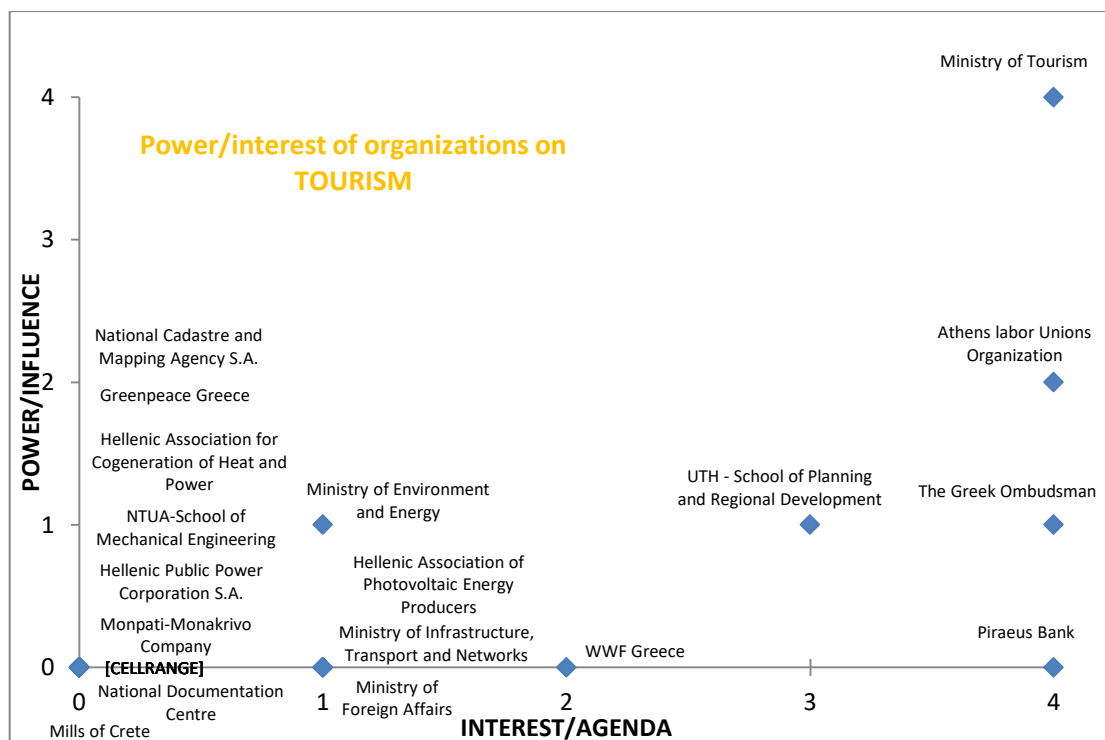 Ministry of Tourism
4
Power/interest of organizations on
TOURISM
3
POWER/INFLUENCE
National Cadastre and
Mapping Agency S.A.
Athens labor Unions
Organization
2
Greenpeace Greece
Hellenic Association for
Cogeneration of Heat and
Power
Ministry of Environment
and Energy
UTH - School of Planning
and Regional Development
The Greek Ombudsman
1
NTUA-School of
Mechanical Engineering
Hellenic Public Power
Corporation S.A.
Hellenic Association of
Photovoltaic Energy
Producers
Monpati-Monakrivo
Company
Ministry of Infrastructure,
Transport and Networks
WWF Greece
Piraeus Bank
0
[CELLRANGE]
National Documentation
Centre
Ministry of
Foreign Affairs
0
1
2
3
4
Mills of Crete
INTEREST/AGENDA